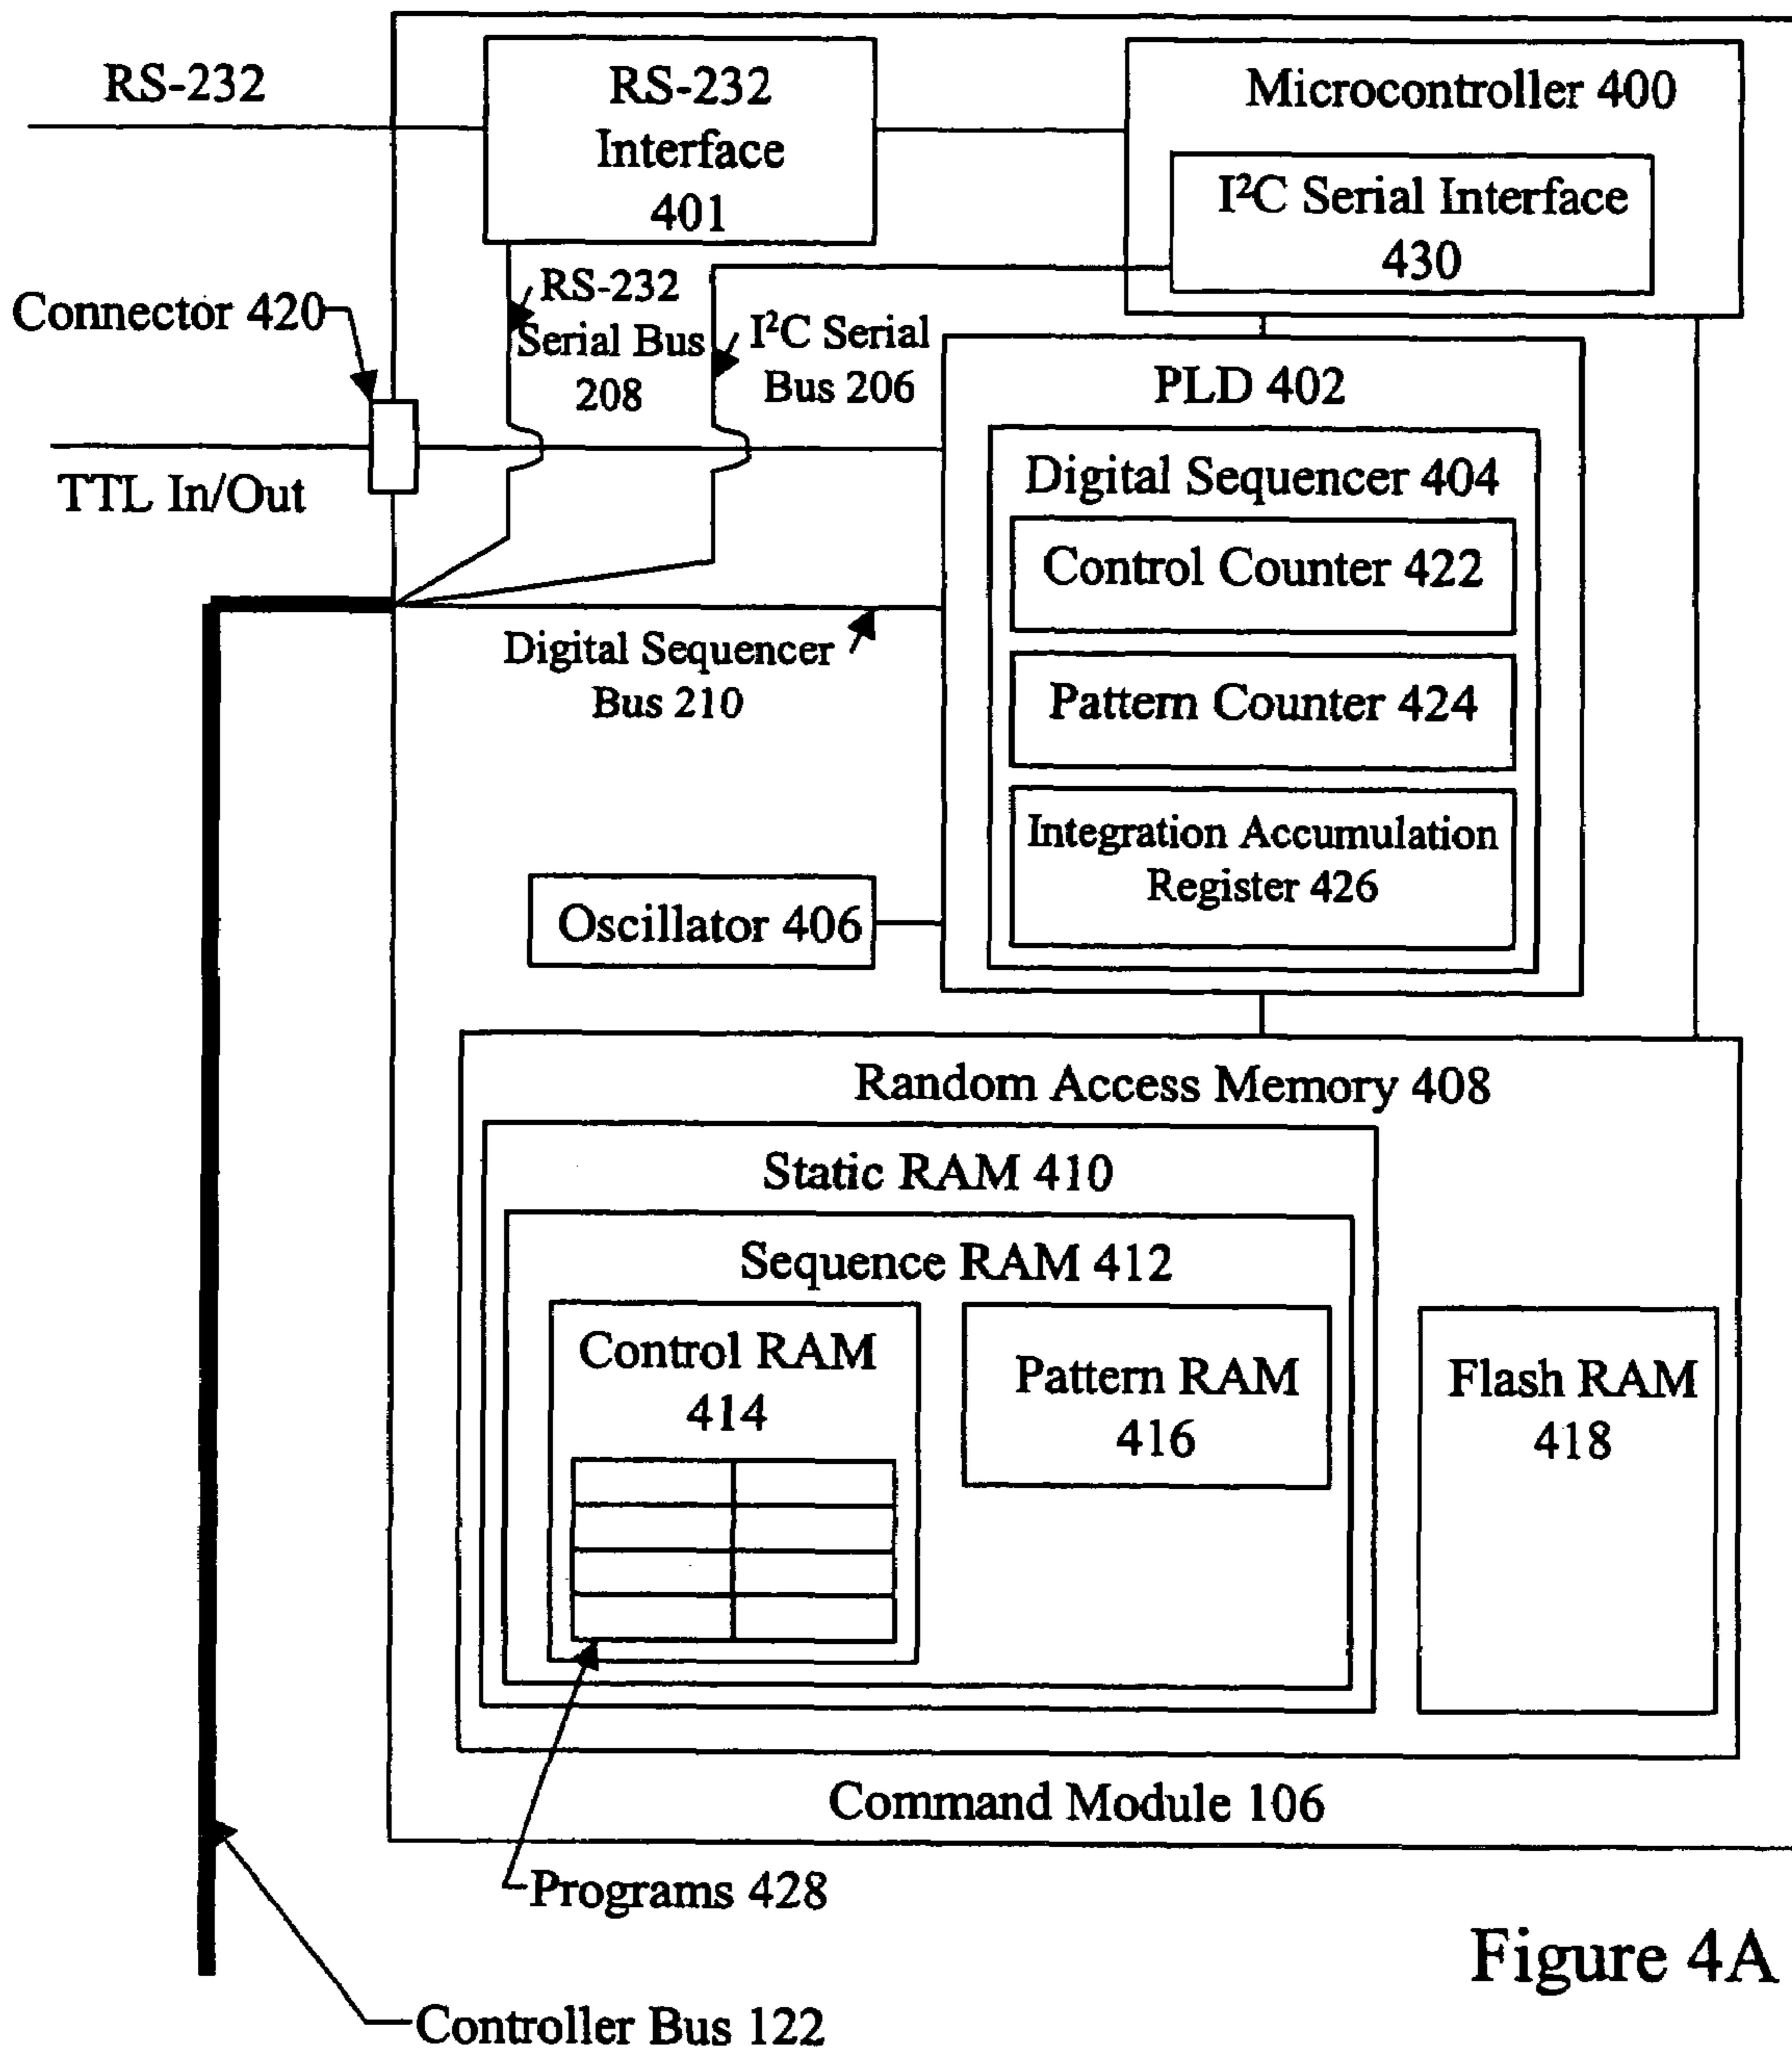 RS-232
RS-232
Interface
401
Microcontroller 400
I²C Serial Interface
430
Connector 420
RS-232
Serial Bus
208
I²C Serial
Bus 206
TTL In/Out
PLD 402
Digital Sequencer 404
Control Counter 422
Pattern Counter 424
Integration Accumulation
Register 426
Digital Sequencer
Bus 210
Oscillator 406
Random Access Memory 408
Static RAM 410
Sequence RAM 412
Control RAM
414
Pattern RAM
416
Flash RAM
418
Command Module 106
Programs 428
Figure 4A
Controller Bus 122